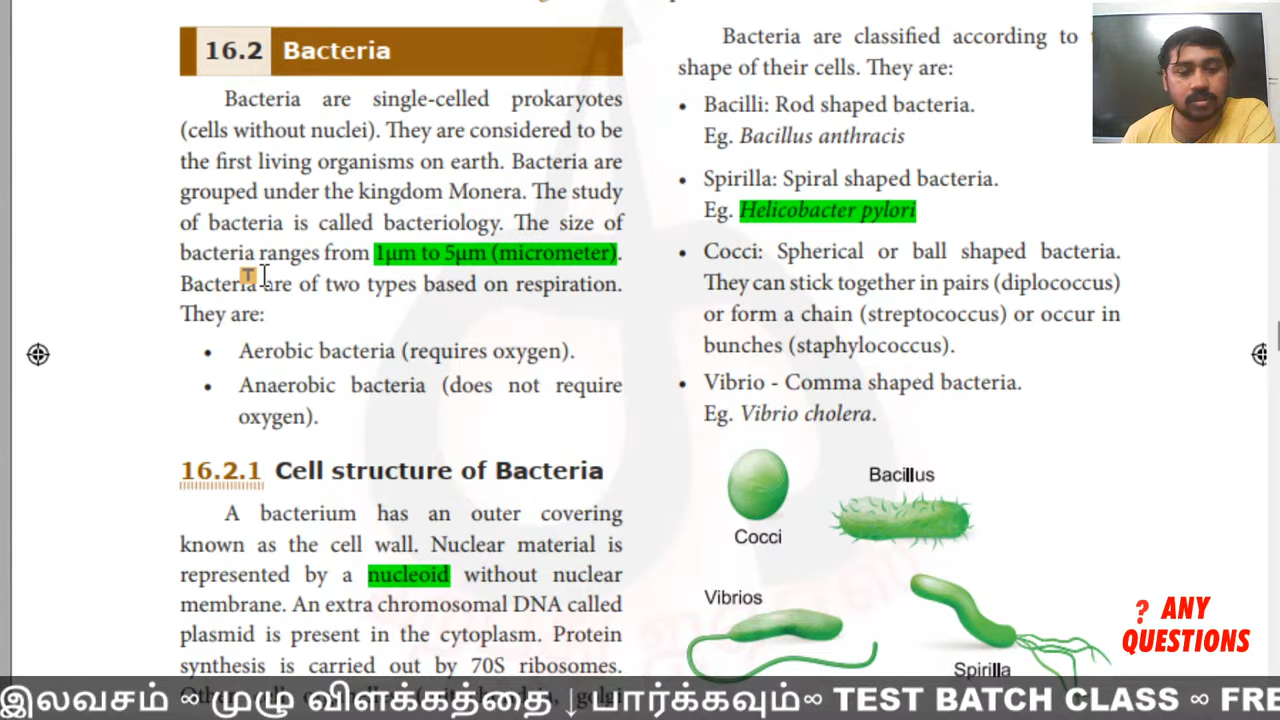 16.2 Bacteria
Bacteria are single-celled prokaryotes
(cells without nuclei). They are considered to be
the first living organisms on earth. Bacteria are
grouped under the kingdom Monera. The study
of bacteria is called bacteriology. The size of
bacteria ranges from 1μm to 5μm (micrometer).
Bacteria are of two types based on respiration.
They are:
• Aerobic bacteria (requires oxygen).
• Anaerobic bacteria (does not require
oxygen).
16.2.1 Cell structure of Bacteria
A bacterium has an outer covering
known as the cell wall. Nuclear material is
represented by a nucleoid without nuclear
membrane. An extra chromosomal DNA called
plasmid is present in the cytoplasm. Protein
synthesis is carried out by 70S ribosomes.
Bacteria are classified according to
shape of their cells. They are:
• Bacilli: Rod shaped bacteria.
Eg. Bacillus anthracis
• Spirilla: Spiral shaped bacteria.
Eg. Helicobacter pylori
• Cocci: Spherical or ball shaped bacteria.
They can stick together in pairs (diplococcus)
or form a chain (streptococcus) or occur in
bunches (staphylococcus).
• Vibrio - Comma shaped bacteria.
Eg. Vibrio cholera.
Cocci
Bacillus
Vibrios
Spirilla
? ANY
QUESTIONS
இலவசம் ∞ முழு விளக்கத்தை ↓ பார்க்கவும்∞ TEST BATCH CLASS ∞ FRE